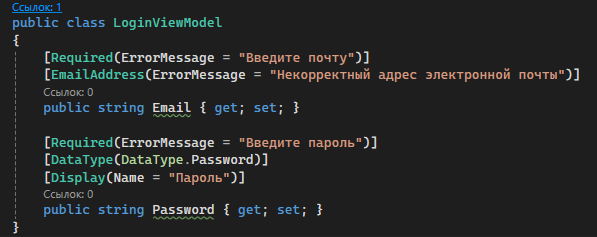 Ссылок: 1
public class LoginViewModel
{
[Required(ErrorMessage = "Введите почту")]
[EmailAddress(ErrorMessage = "Некорректный адрес электронной почты")]
Ссылок: 0
public string Email { get; set; }
[Required(ErrorMessage = "Введите пароль")]
[DataType(DataType.Password)]
[Display(Name = "Пароль")]
Ссылок: 0
public string Password { get; set; }
}